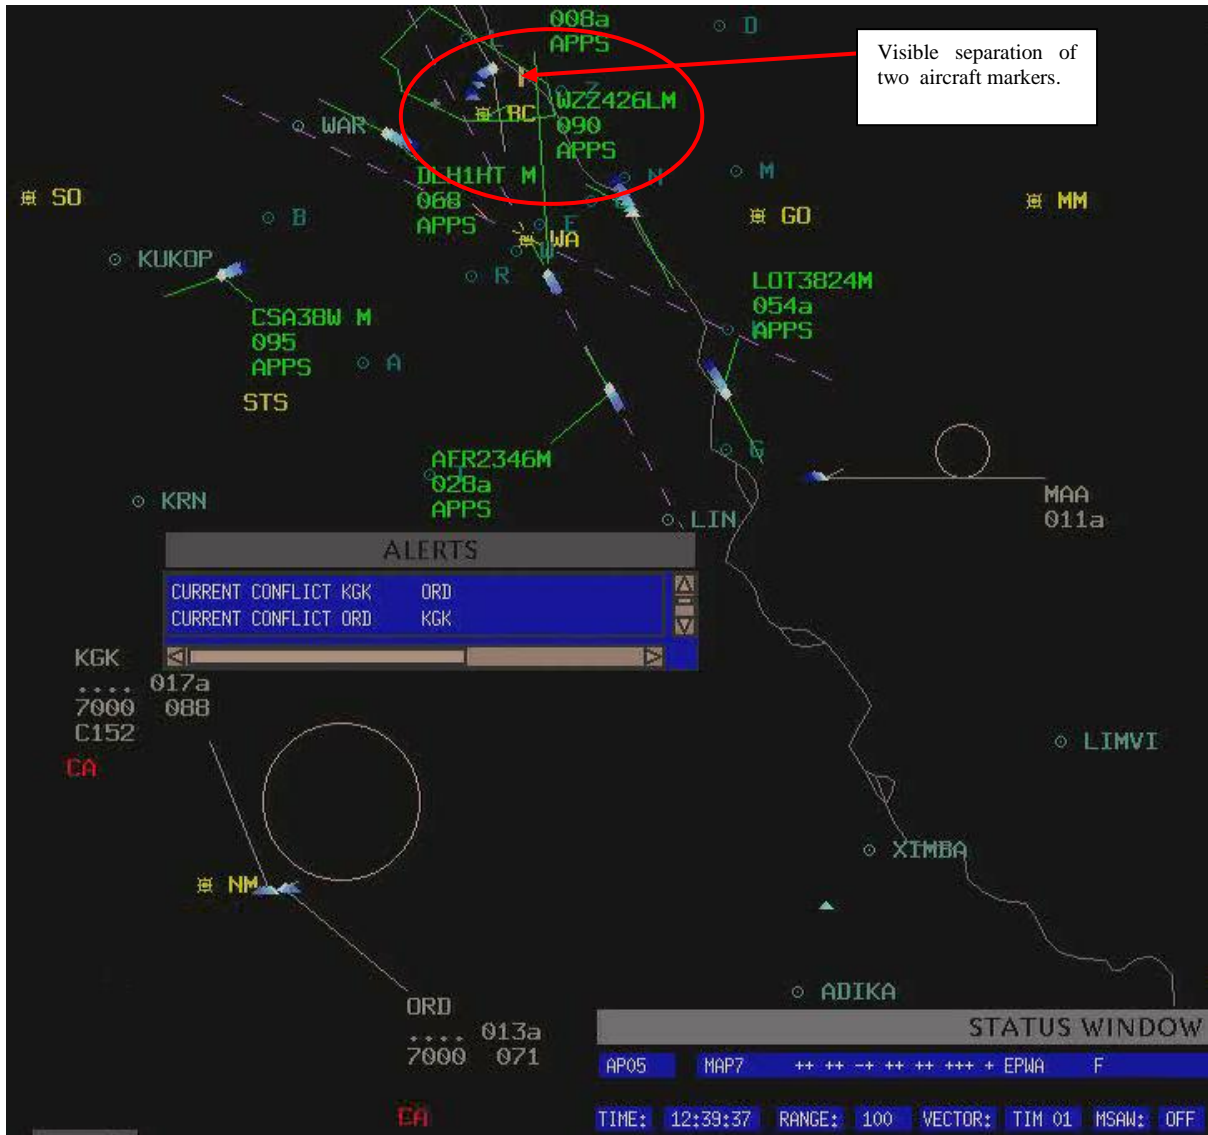 008a
APPS
D
L
Visible separation of
two aircraft markers.
Z
WZZ426LM
090
APPS
RC
WAR
DLH1HT M
068
APPS
N
M
SO
B
GO
MM
F
WA
W
KUKOP
R
LOT3824M
054a
APPS
K
CSA38W M
095
APPS
A
STS
AFR2346M
028a
APPS
G
MAA
011a
KRN
LIN
ALERTS
CURRENT CONFLICT KGK ORD
CURRENT CONFLICT ORD KGK
KGK
.... 017a
7000 088
C152
CA
LIMVI
XIMBA
NM
ADIKA
ORD
.... 013a
7000 071
CA
STATUS WINDOW
AP05 MAP7 ++ ++ -+ ++ ++ +++ + EPWA F
TIME: 12:39:37 RANGE: 100 VECTOR: TIM 01 MSAW: OFF